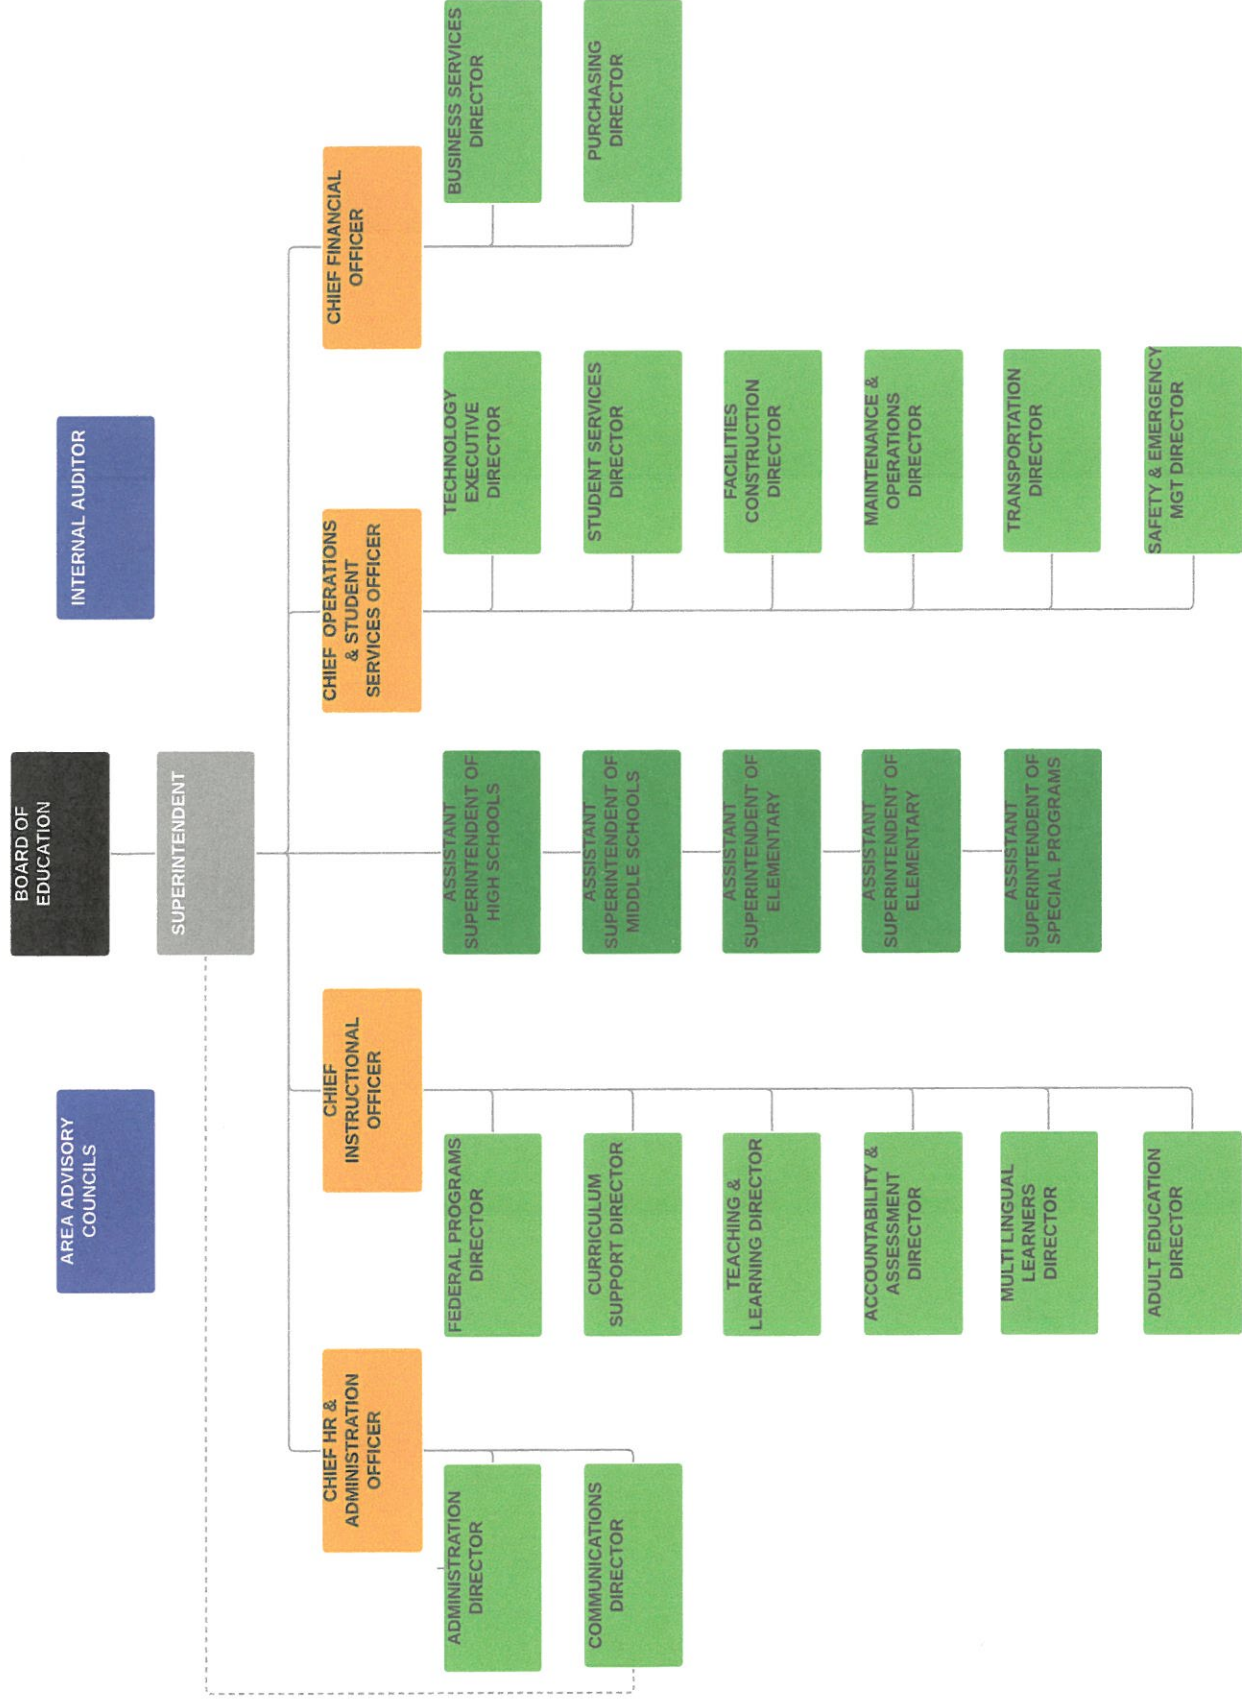 BOARD OF
EDUCATION
AREA ADVISORY
COUNCILS
INTERNAL AUDITOR
SUPERINTENDENT
CHIEF HR &
ADMINISTRATION
OFFICER
CHIEF
INSTRUCTIONAL
OFFICER
CHIEF OPERATIONS
& STUDENT
SERVICES OFFICER
CHIEF FINANCIAL
OFFICER
ADMINISTRATION
DIRECTOR
COMMUNICATIONS
DIRECTOR
FEDERAL PROGRAMS
DIRECTOR
CURRICULUM
SUPPORT DIRECTOR
TEACHING &
LEARNING DIRECTOR
ACCOUNTABILITY &
ASSESSMENT
DIRECTOR
MULTI LINGUAL
LEARNERS
DIRECTOR
ADULT EDUCATION
DIRECTOR
ASSISTANT
SUPERINTENDENT OF
HIGH SCHOOLS
ASSISTANT
SUPERINTENDENT OF
MIDDLE SCHOOLS
ASSISTANT
SUPERINTENDENT OF
ELEMENTARY
ASSISTANT
SUPERINTENDENT OF
ELEMENTARY
ASSISTANT
SUPERINTENDENT OF
SPECIAL PROGRAMS
TECHNOLOGY
EXECUTIVE
DIRECTOR
STUDENT SERVICES
DIRECTOR
FACILITIES
CONSTRUCTION
DIRECTOR
MAINTENANCE &
OPERATIONS
DIRECTOR
TRANSPORTATION
DIRECTOR
SAFETY & EMERGENCY
MGT DIRECTOR
BUSINESS SERVICES
DIRECTOR
PURCHASING
DIRECTOR